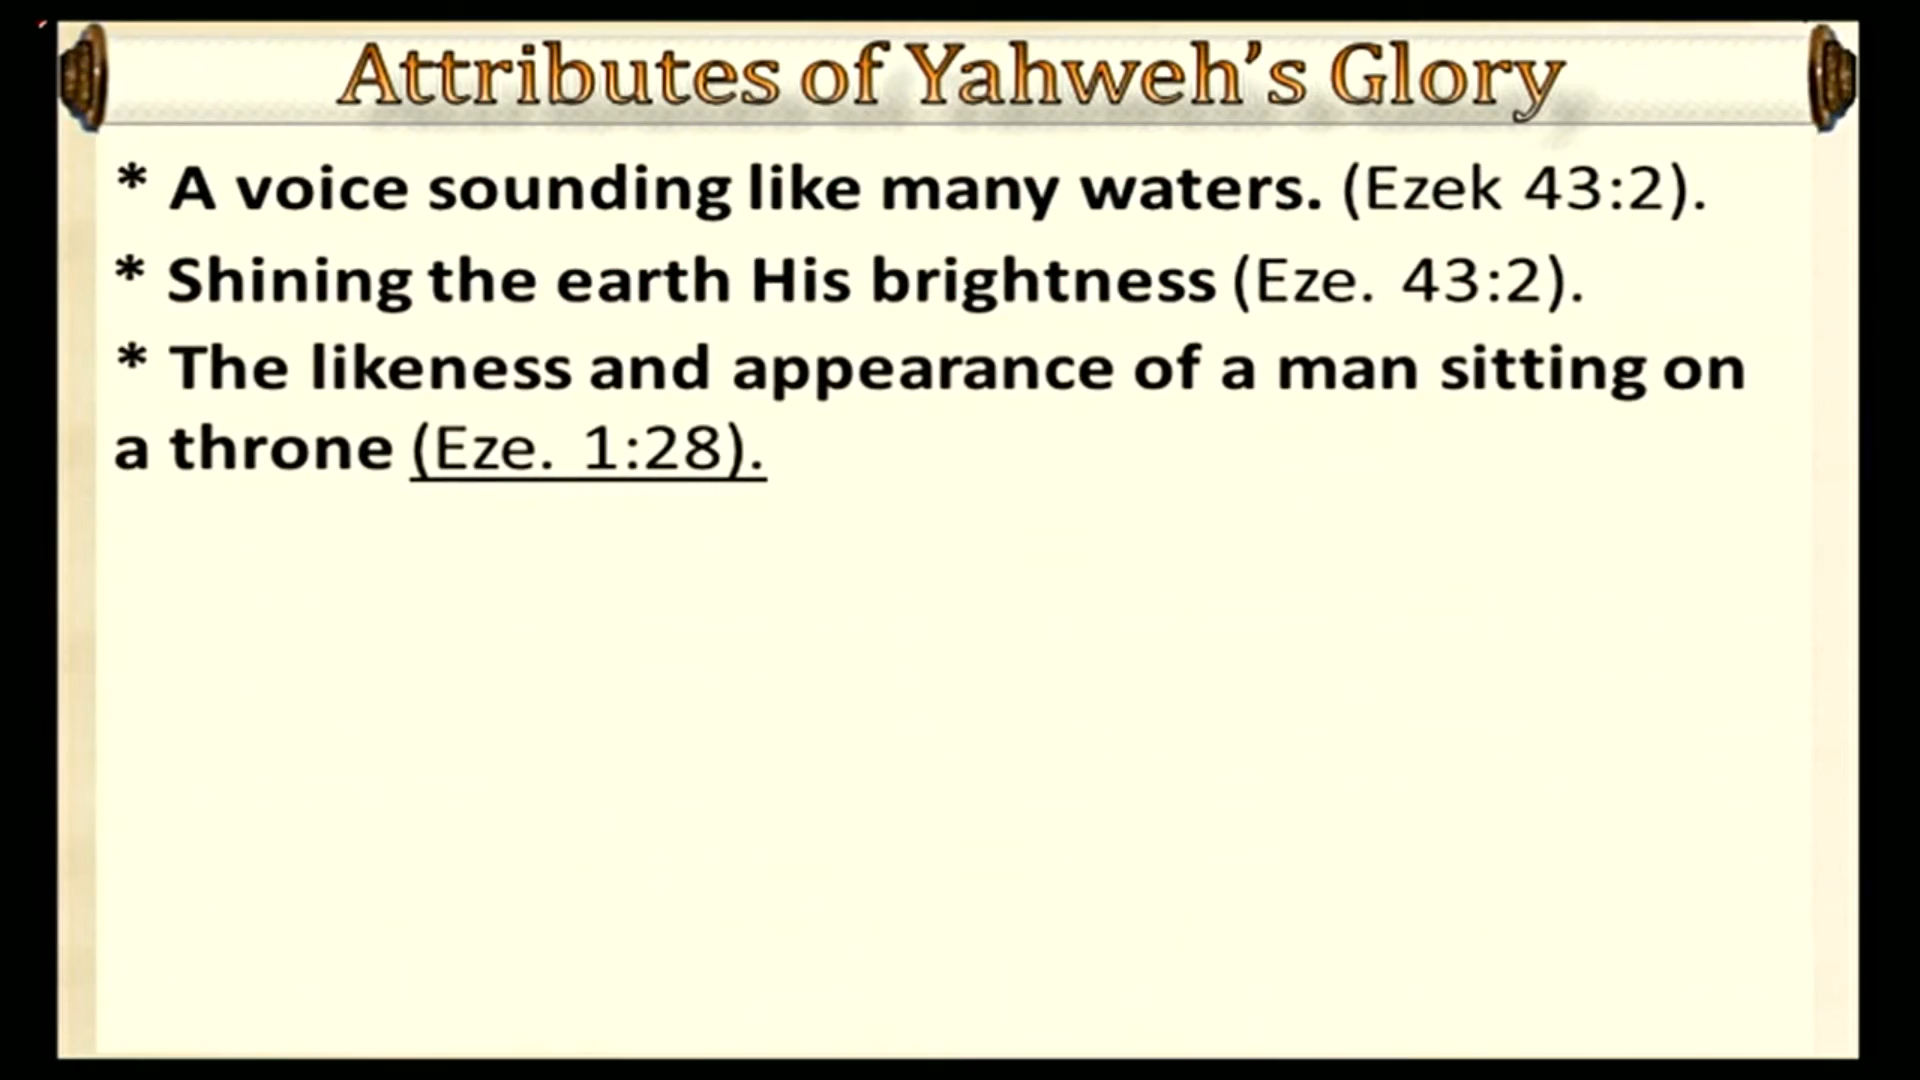 Attributes of Yahweh’s Glory
* A voice sounding like many waters. (Ezek 43:2).
* Shining the earth His brightness (Eze. 43:2).
* The likeness and appearance of a man sitting on
a throne (Eze. 1:28).